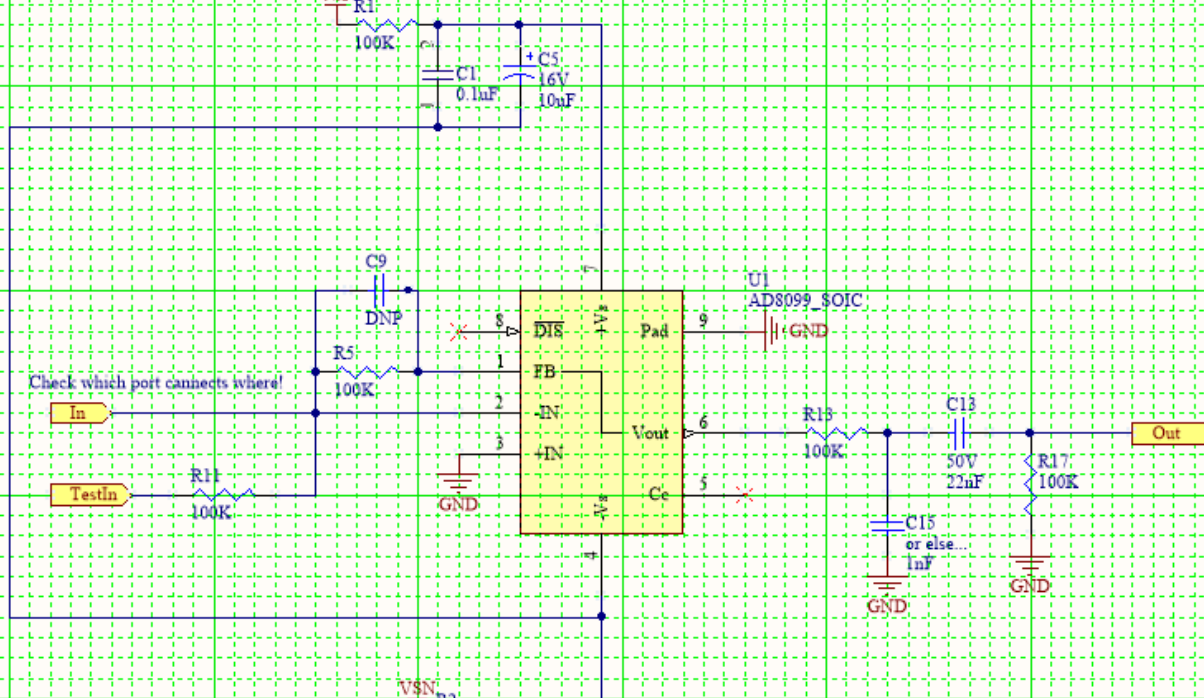 R1
100K
2
C1
0.1uF
1
+
C5
16V
10uF
7
C9
DNP
U1
AD8099_SOIC
8
DIS
+Vs
Pad
9
GND
R5
100K
1
FB
Check which port cannects where!
In
2
-IN
3
+IN
GND
Vout
6
R13
100K
C13
50V
22nF
Out
R17
100K
GND
TestIn
R11
100K
-Vs
Cc
5
4
C15
or else...
1nF
GND
VSN